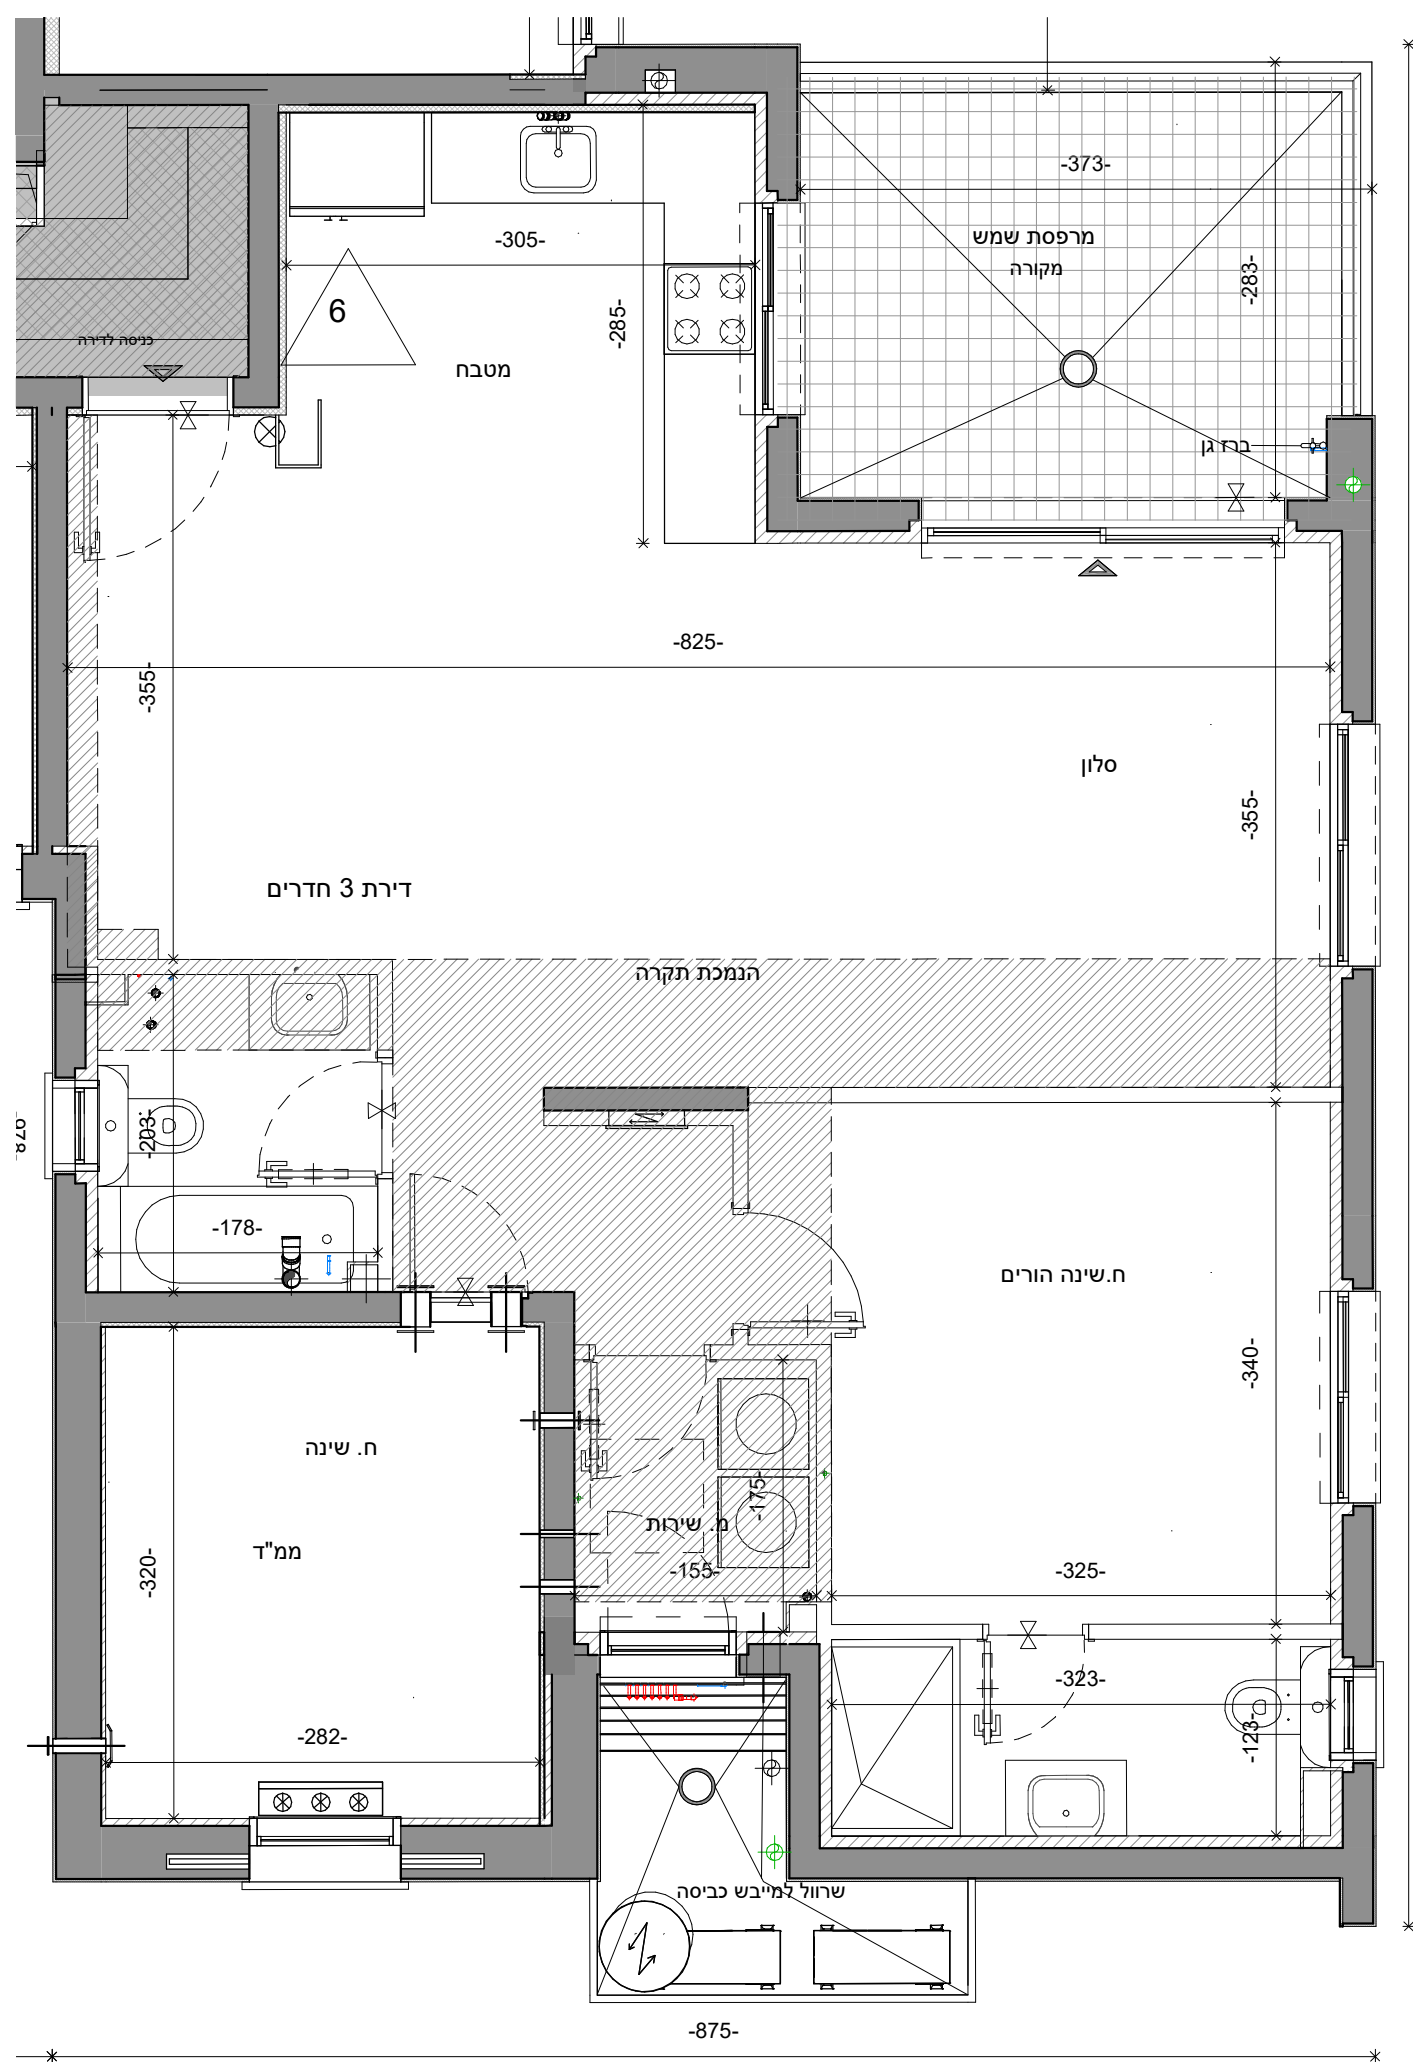 -373-
מרפסת שמש
מקורה
-283-
-305-
6
-285-
מטבח
כניסה לדירה
ברז גן
-825-
-355-
סלון
-355-
דירת 3 חדרים
הנמכת תקרה
-203-
-178-
ח.שינה הורים
-340-
ח. שינה
ממ"ד
-320-
-175-
מ. שירות
-155-
-325-
-323-
-123-
-282-
שרוול למייבש כביסה
-875-